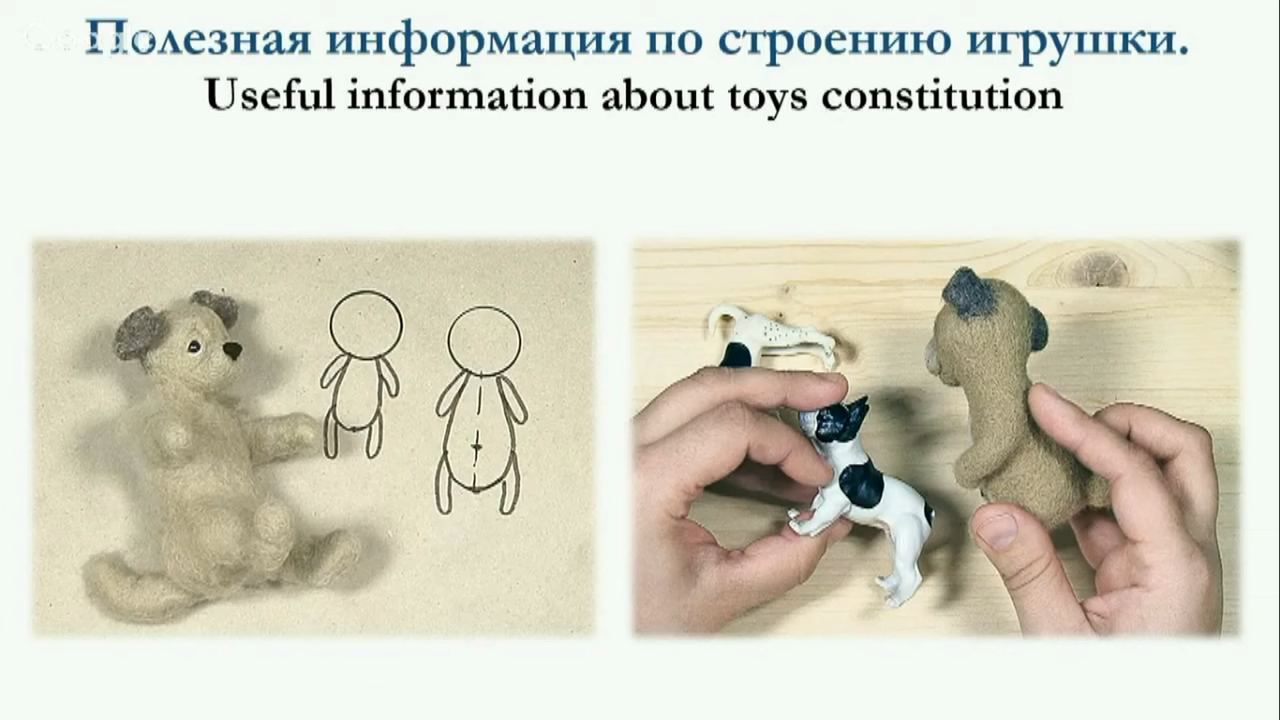 Полезная информация по строению игрушки.
Useful information about toys constitution